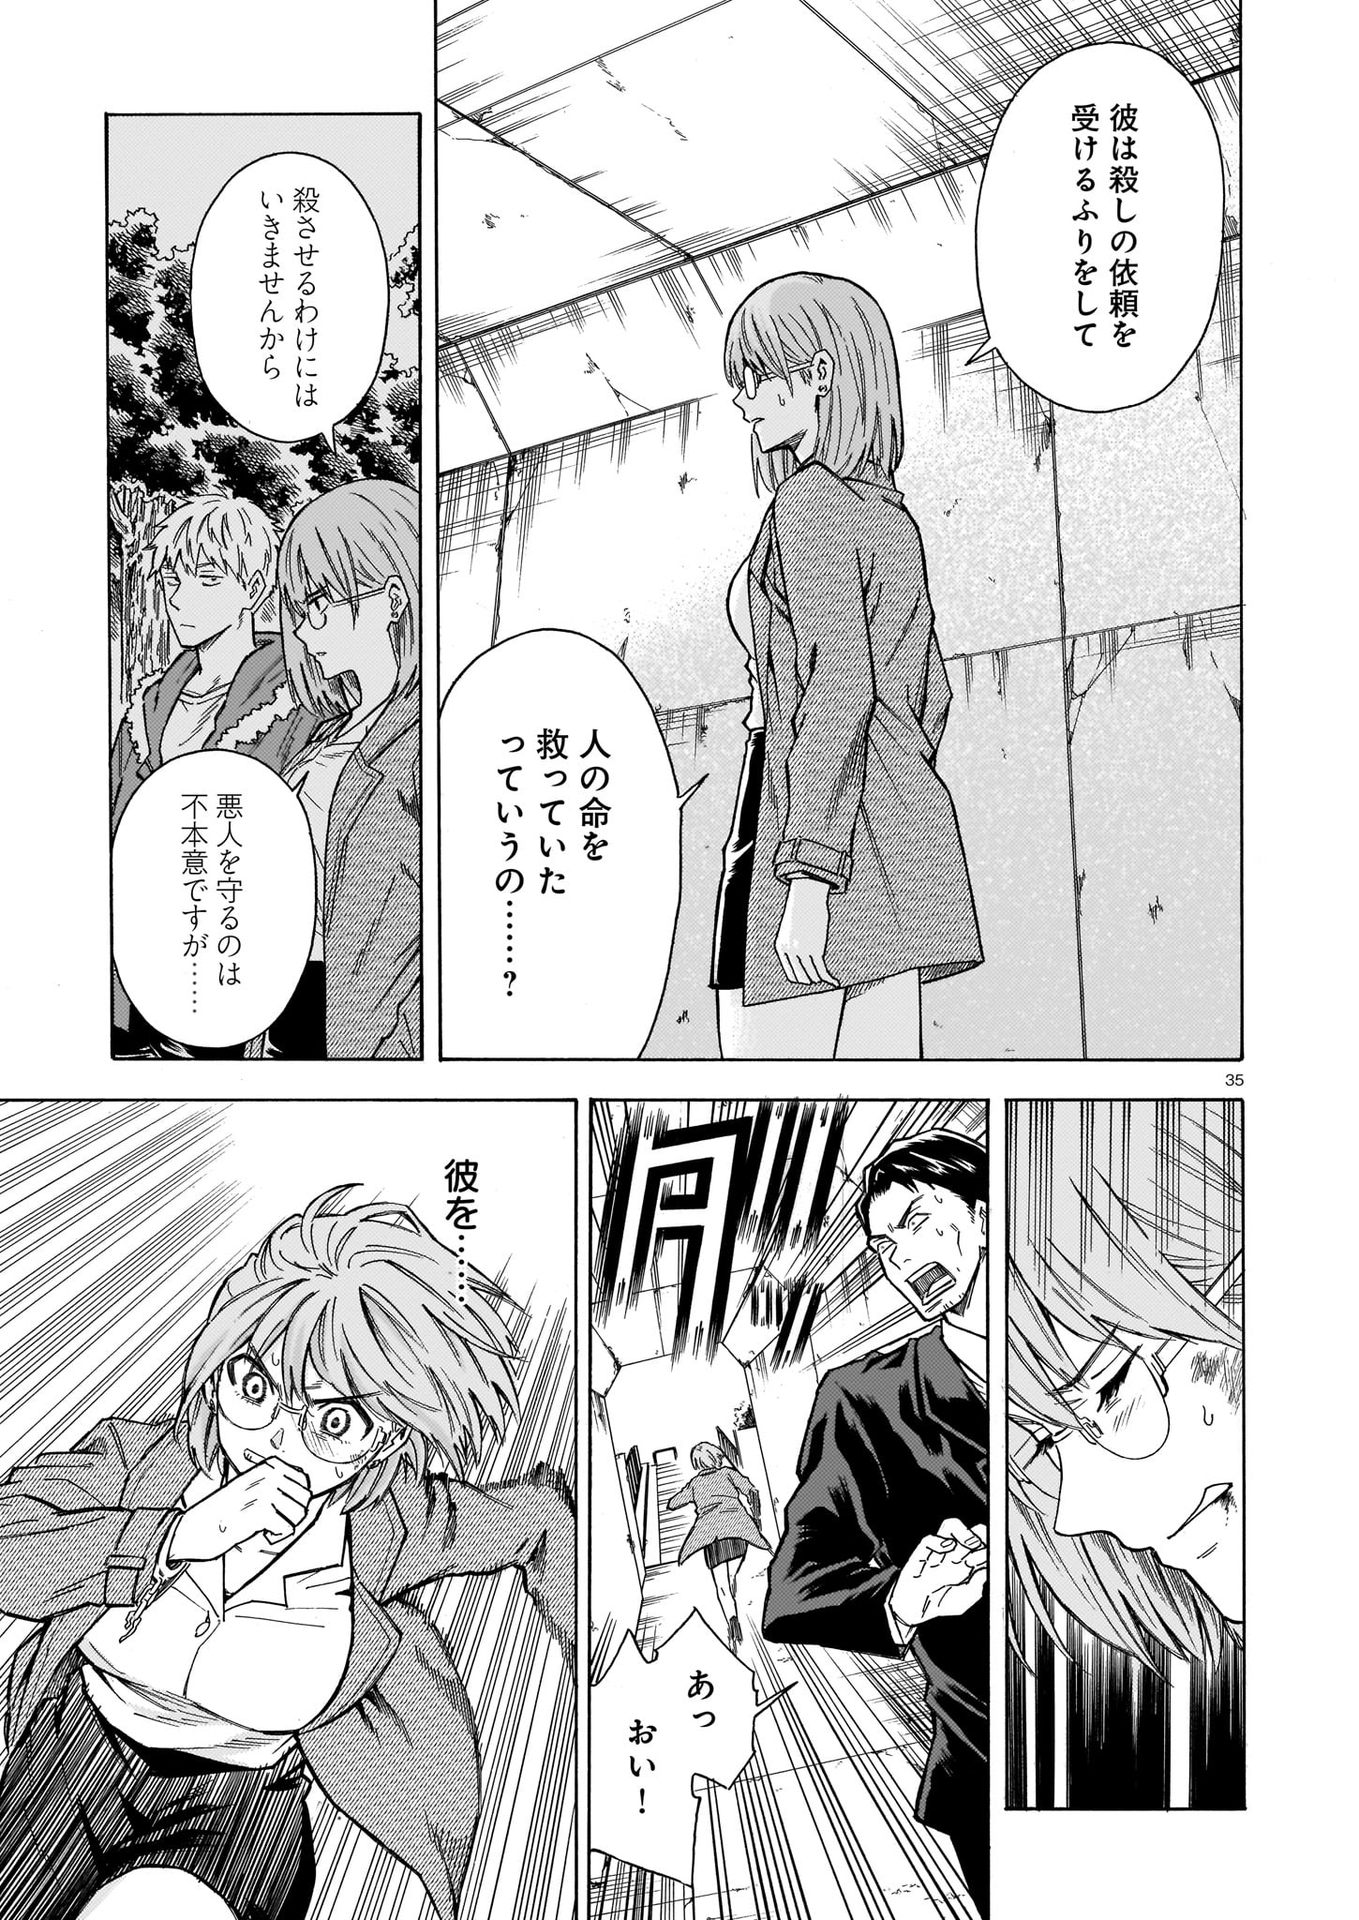 彼は殺しの依頼を
受けるふりをして
人の命を
救っていた
っていうの……?
殺させるわけには
いきませんから
悪人を守るのは
不本意ですが……
35
あっ
おい!
彼を……